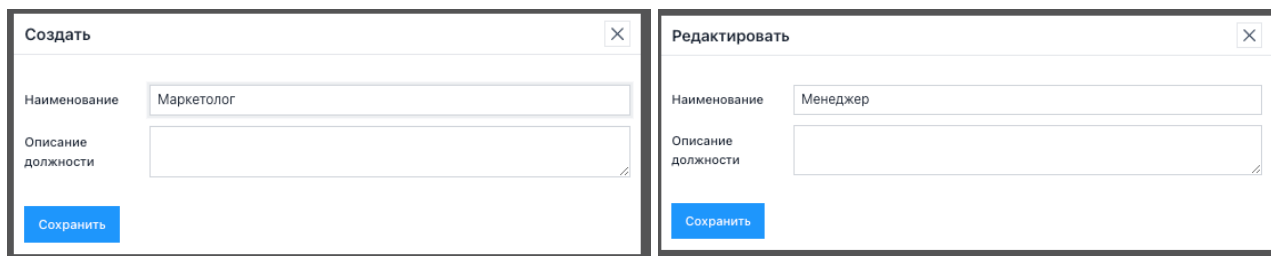 Создать
Наименование
Маркетолог
Описание
должности
Сохранить
Редактировать
Наименование
Менеджер
Описание
должности
Сохранить